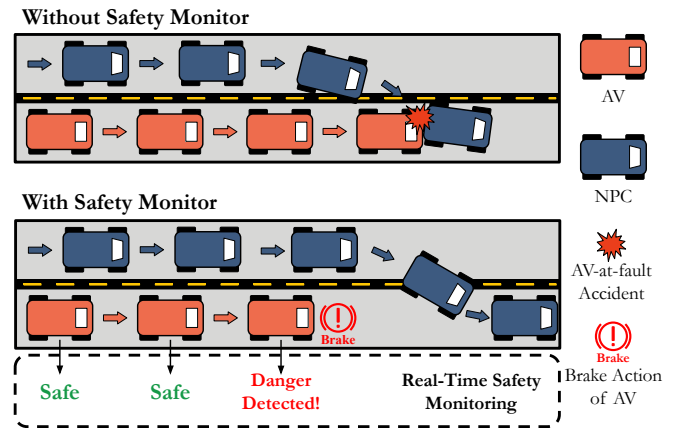 Without Safety Monitor
AV
NPC
With Safety Monitor
AV-at-fault
Accident
Brake
Brake
Brake Action
of AV
Safe
Safe
Danger
Detected!
Real-Time Safety
Monitoring